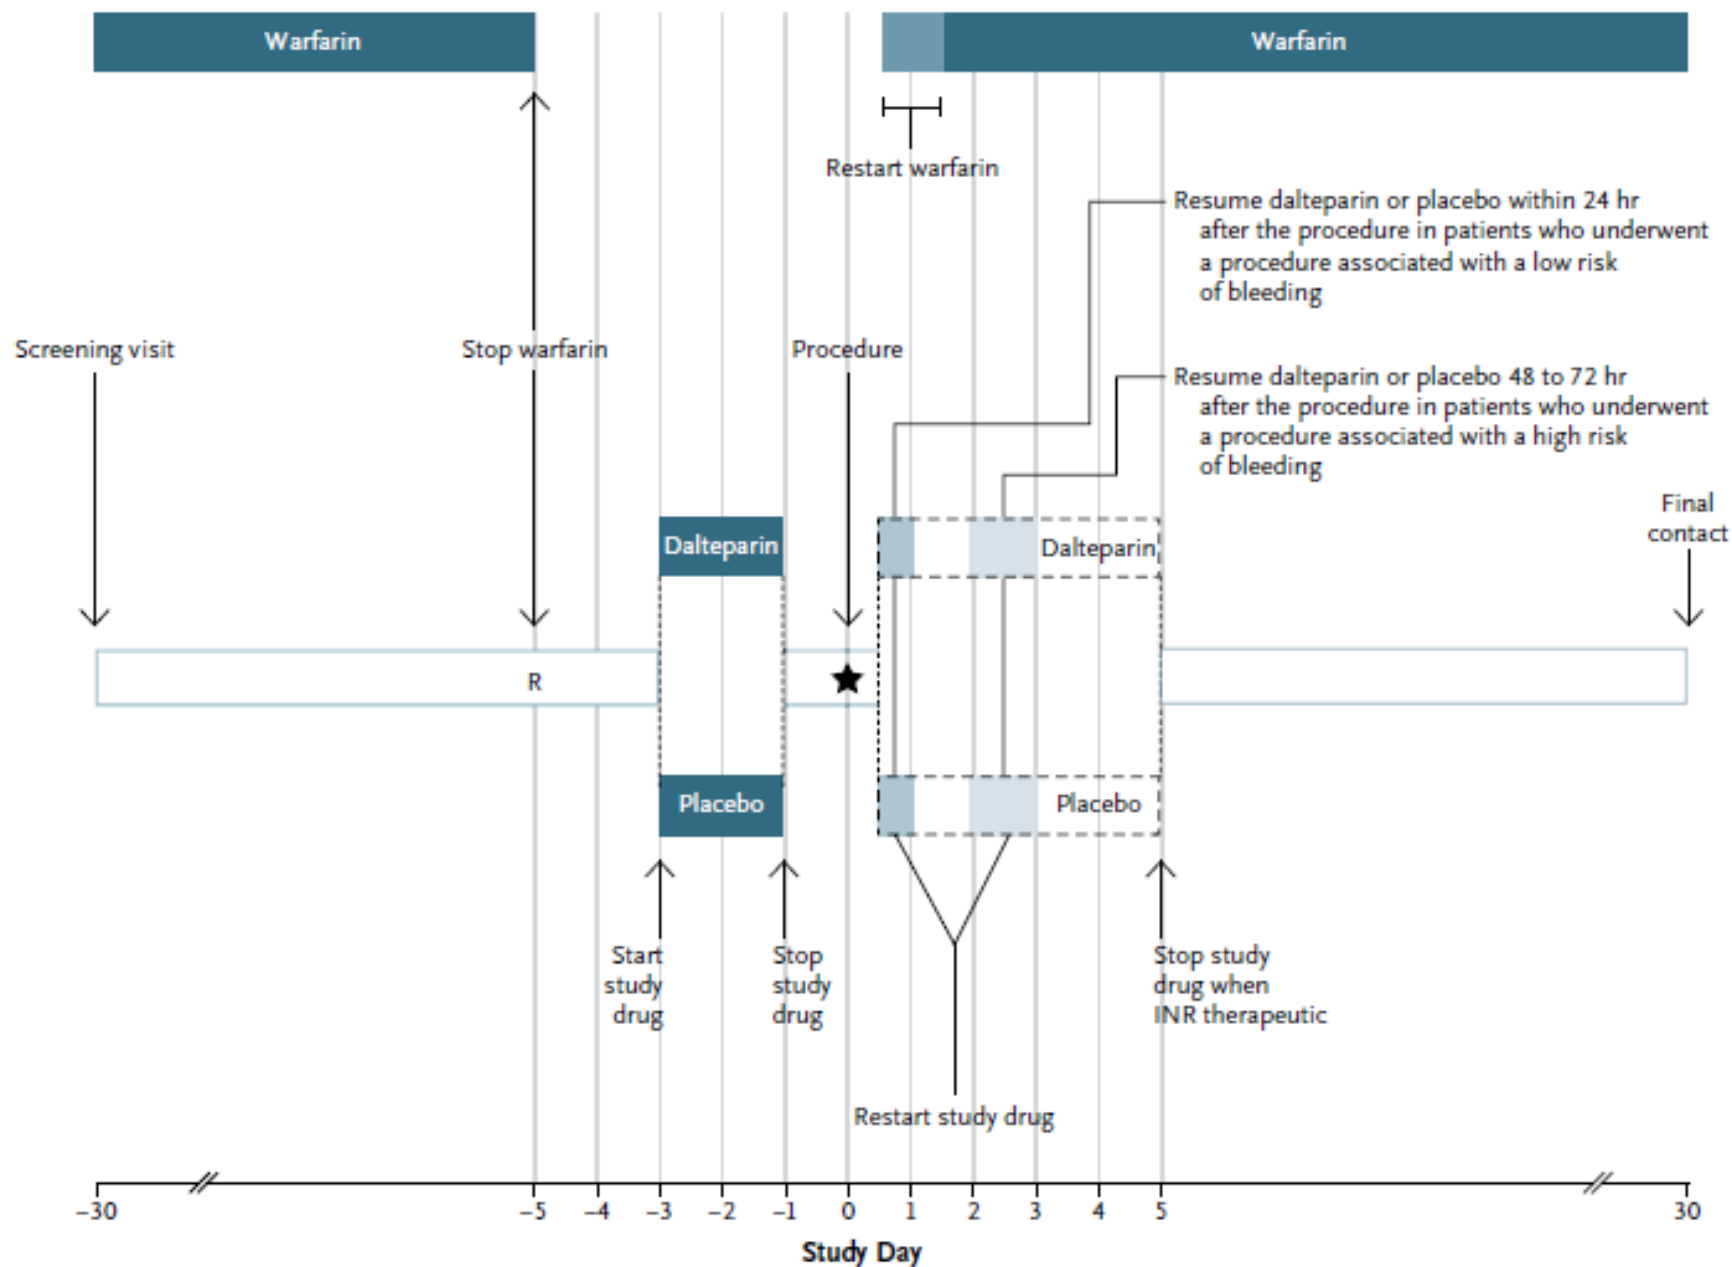 Warfarin
Warfarin
Restart warfarin
Resume dalteparin or placebo within 24 hr
after the procedure in patients who underwent
a procedure associated with a low risk
of bleeding
Screening visit
Stop warfarin
Procedure
Resume dalteparin or placebo 48 to 72 hr
after the procedure in patients who underwent
a procedure associated with a high risk
of bleeding
Final
contact
Dalteparin
Dalteparin
R
Placebo
Placebo
Start
study
drug
Stop
study
drug
Stop study
drug when
INR therapeutic
Restart study drug
−30
−5
−4
−3
−2
−1
0
1
2
3
4
5
30
Study Day